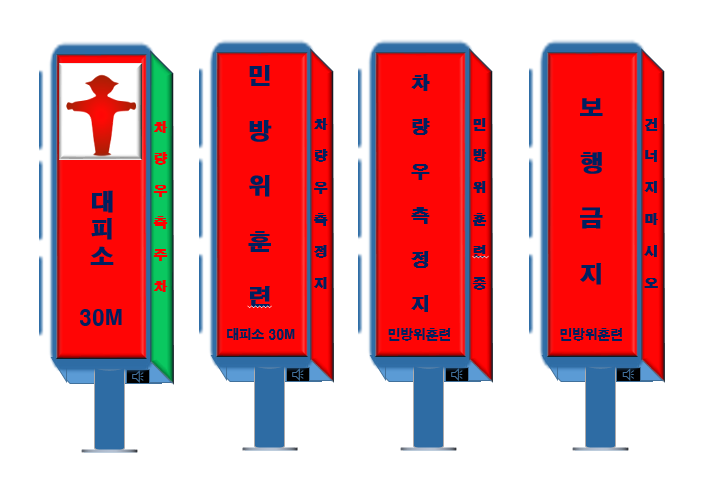 대피소
30M
차량우측주차
민방위훈련
대피소 30M
차량우측정지
차량우측정지
민방위훈련
민방위훈련중
보행금지
민방위훈련
건너지마시오